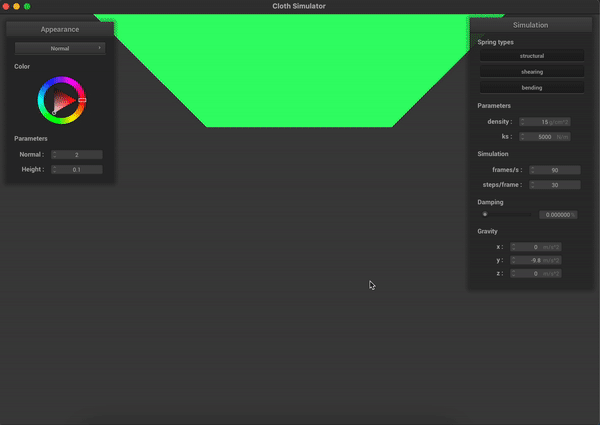 Cloth Simulator
Appearance
Normal
Color
Parameters
Normal : 2
Height : 0.1
Simulation
Spring types
structural
shearing
bending
Parameters
density : 15 g/cm^2
ks : 5000 N/m
Simulation
frames/s : 90
steps/frame : 30
Damping
0.000000 %
Gravity
x : 0 m/s^2
y : -9.8 m/s^2
z : 0 m/s^2